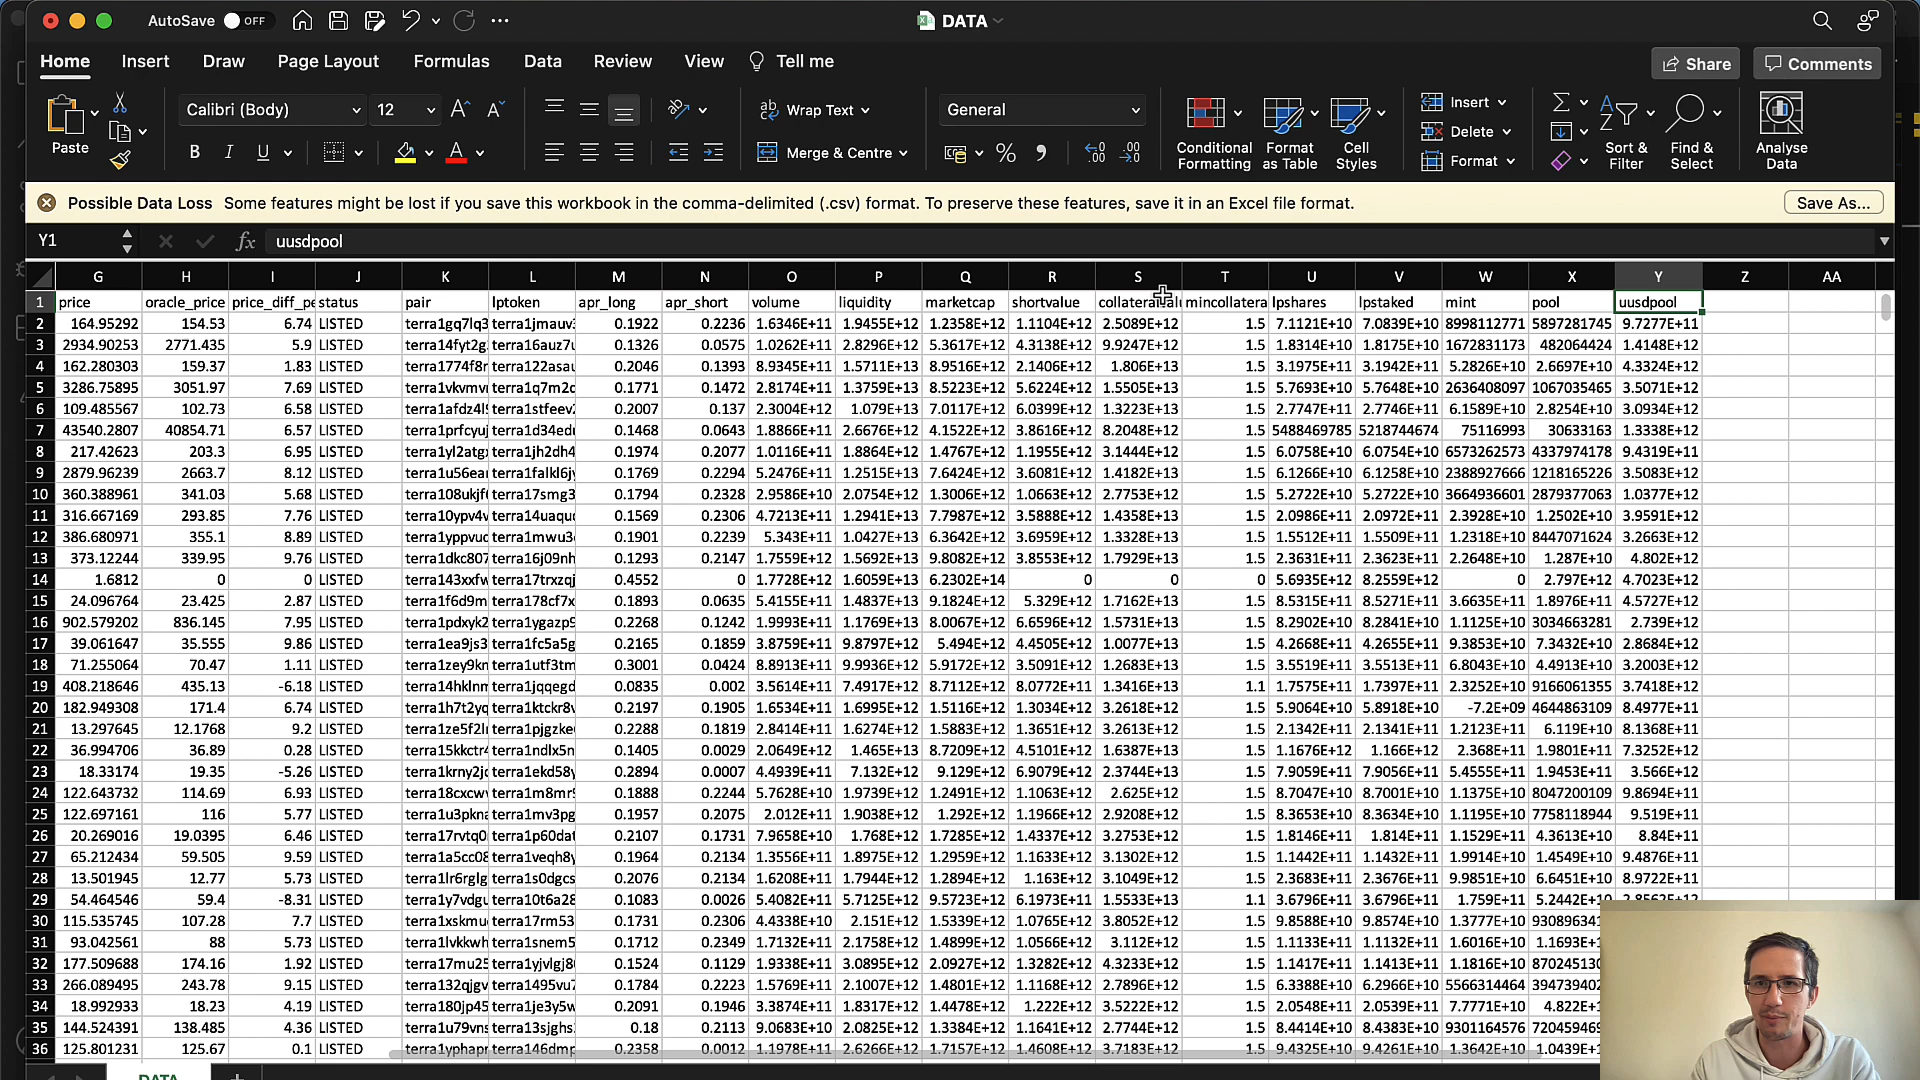 AutoSave OFF DATA
Home Insert Draw Page Layout Formulas Data Review View Tell me Share Comments
Paste Calibri (Body) 12 Wrap Text Merge & Centre General Conditional Formatting Format as Table Cell Styles Insert Delete Format Sort & Filter Find & Select Analyse Data
Possible Data Loss Some features might be lost if you save this workbook in the comma-delimited (.csv) format. To preserve these features, save it in an Excel file format. Save As...
Y1 fx uusdpool
G H I J K L M N O P Q R S T U V W X Y Z AA
1 price oracle_price price_diff_pe status pair lptoken apr_long apr_short volume liquidity marketcap shortvalue mincollatera lpshares lpstaked mint pool uusdpool
2 164.95292 154.53 6.74 LISTED terra1gq7lq3 terra1jmauv 0.1922 0.2236 1.6346E+11 1.9455E+12 1.2358E+12 1.1104E+12 2.5089E+12 1.5 7.1121E+10 7.0839E+10 8998112771 5897281745 9.7277E+11
3 2934.90253 2771.435 5.9 LISTED terra14fyt2g terra16auz7u 0.1326 0.0575 1.0262E+11 2.8296E+12 5.3617E+12 4.3138E+12 9.9247E+12 1.5 1.8314E+10 1.8175E+10 1672831173 482064424 1.4148E+12
4 162.280303 159.37 1.83 LISTED terra1774f8r terra122asau 0.2046 0.1393 8.9345E+11 1.5711E+13 8.9516E+12 2.1406E+12 1.806E+13 1.5 3.1975E+11 3.1942E+11 5.2826E+10 2.6697E+10 4.3324E+12
5 3286.75895 3051.97 7.69 LISTED terra1vkvmv terra1q7m2c 0.1771 0.1472 2.8174E+11 1.3759E+13 8.5223E+12 5.6224E+12 1.5505E+13 1.5 5.7693E+10 5.7648E+10 2636408097 1067035465 3.5071E+12
6 109.485567 102.73 6.58 LISTED terra1afdz4l terra1stfeev 0.2007 0.137 2.3004E+12 1.079E+13 7.0117E+12 6.0399E+12 1.3223E+13 1.5 2.7747E+11 2.7746E+11 6.1589E+10 2.8254E+10 3.0934E+12
7 43540.2807 40854.71 6.57 LISTED terra1prfcyuj terra1d34edu 0.1468 0.0643 1.8866E+11 2.6676E+12 4.1522E+12 3.8616E+12 8.2048E+12 1.5 5488469785 5218744674 75116993 30633163 1.3338E+12
8 217.42623 203.3 6.95 LISTED terra1yl2atg terra1jh2dh4 0.1974 0.2077 1.0116E+11 1.8864E+12 1.4767E+12 1.1955E+12 3.1444E+12 1.5 6.0758E+10 6.0754E+10 6573262573 4337974178 9.4319E+11
9 2879.96239 2663.7 8.12 LISTED terra1u56ear terra1falkl6jy 0.1769 0.2294 5.2476E+11 1.2515E+13 7.6424E+12 3.6081E+12 1.4182E+13 1.5 6.1266E+10 6.1258E+10 2388927666 1218165226 3.5083E+12
10 360.388961 341.03 5.68 LISTED terra108ukjf terra17smg3 0.1794 0.2328 2.9586E+10 2.0754E+12 1.3006E+12 1.0663E+12 2.7753E+12 1.5 5.2722E+10 5.2722E+10 3664936601 2879377063 1.0377E+12
11 316.667169 293.85 7.76 LISTED terra10ypv4v terra14uaqu 0.1569 0.2306 4.7213E+11 1.2941E+13 7.7987E+12 3.5888E+12 1.4358E+13 1.5 2.0986E+11 2.0972E+11 2.3928E+10 1.2502E+10 3.9591E+12
12 386.680971 355.1 8.89 LISTED terra1yppvuc terra1mwu3 0.1901 0.2239 5.343E+11 1.0427E+13 6.3642E+12 3.6959E+12 1.3328E+13 1.5 1.5512E+11 1.5509E+11 1.2318E+10 8447071624 3.2663E+12
13 373.12244 339.95 9.76 LISTED terra1dkc807 terra16j09nh 0.1293 0.2147 1.7559E+12 1.5692E+13 9.8082E+12 3.8553E+12 1.7929E+13 1.5 2.3631E+11 2.3623E+11 2.2648E+10 1.287E+10 4.802E+12
14 1.6812 0 0 LISTED terra143xxfw terra17trxzqj 0.4552 0 1.7728E+12 1.6059E+13 6.2302E+14 0 0 0 5.6935E+12 8.2559E+12 0 2.797E+12 4.7023E+12
15 24.096764 23.425 2.87 LISTED terra1f6d9m terra178cf7x 0.1893 0.0635 5.4155E+11 1.4837E+13 9.1824E+12 5.329E+12 1.7162E+13 1.5 8.5315E+11 8.5271E+11 3.6635E+11 1.8976E+11 4.5727E+12
16 902.579202 836.145 7.95 LISTED terra1pdxyk2 terra1ygazp9 0.2268 0.1242 1.9993E+11 1.1769E+13 8.0067E+12 6.6596E+12 1.5731E+13 1.5 8.2902E+10 8.2841E+10 1.1125E+10 3034663281 2.739E+12
17 39.061647 35.555 9.86 LISTED terra1ea9js3 terra1fc5a5g 0.2165 0.1859 3.8759E+11 9.8797E+12 5.494E+12 4.4505E+12 1.0077E+13 1.5 4.2668E+11 4.2655E+11 9.3853E+10 7.3432E+10 2.8684E+12
18 71.255064 70.47 1.11 LISTED terra1zey9kr terra1utf3tm 0.3001 0.0424 8.8913E+11 9.9936E+12 5.9172E+12 3.5091E+12 1.2683E+13 1.5 3.5519E+11 3.5513E+11 6.8043E+10 4.4913E+10 3.2003E+12
19 408.218646 435.13 -6.18 LISTED terra14hklnm terra1jqqegd 0.0835 0.002 3.5614E+11 7.4917E+12 8.7112E+12 8.0772E+11 1.3416E+13 1.1 1.7575E+11 1.7397E+11 2.3252E+10 9166061355 3.7418E+12
20 182.949308 171.4 6.74 LISTED terra1h7t2yq terra1ktckr8v 0.2197 0.1905 1.6534E+11 1.6995E+12 1.5116E+12 1.3034E+12 3.2618E+12 1.5 5.9064E+10 5.8918E+10 -7.2e+09 4644863109 8.4977E+11
21 13.297645 12.1768 9.2 LISTED terra1ze5f2l terra1pjgzke 0.2288 0.1819 2.8414E+11 1.6274E+12 1.5883E+12 1.3651E+12 3.2613E+12 1.5 2.1342E+11 2.1341E+11 1.2123E+11 6.119E+10 8.1368E+11
22 36.994706 36.89 0.28 LISTED terra15kkctr4 terra1ndlx5n 0.1405 0.0029 2.0649E+12 1.465E+13 8.7209E+12 4.5101E+12 1.6387E+13 1.5 1.1676E+12 1.166E+12 2.368E+11 1.9801E+11 7.3252E+12
23 18.33174 19.35 -5.26 LISTED terra1krny2jc terra1ekd58y 0.2894 0.0007 4.4939E+11 7.132E+12 9.129E+12 6.9079E+12 2.3744E+13 1.5 7.9059E+11 7.9056E+11 5.4555E+11 1.9453E+11 3.566E+12
24 122.643732 114.69 6.93 LISTED terra18cxcwv terra1m8mr 0.1888 0.2244 5.7628E+10 1.9739E+12 1.2491E+12 1.1063E+12 2.625E+12 1.5 8.7047E+10 8.7001E+10 1.1375E+10 8047200109 9.8694E+11
25 122.697161 116 5.77 LISTED terra1u3pkna terra1mv3pg 0.1957 0.2075 2.012E+11 1.9038E+12 1.292E+12 1.1966E+12 2.9208E+12 1.5 8.3653E+10 8.3634E+10 1.1195E+10 7758118944 9.519E+11
26 20.269016 19.0395 6.46 LISTED terra17rvtq0 terra1p60dat 0.2107 0.1731 7.9658E+10 1.768E+12 1.7285E+12 1.4337E+12 3.2753E+12 1.5 1.8146E+11 1.814E+11 1.1529E+11 4.3613E+10 8.84E+11
27 65.212434 59.505 9.59 LISTED terra1a5cc08 terra1veqh8y 0.1964 0.2134 1.3556E+11 1.8975E+12 1.2959E+12 1.1633E+12 3.1302E+12 1.5 1.1442E+11 1.1432E+11 1.9914E+10 1.4549E+10 9.4876E+11
28 13.501945 12.77 5.73 LISTED terra1lr6rglg terra1s0dgcs 0.2076 0.2134 1.6208E+11 1.7944E+12 1.2894E+12 1.163E+12 3.1049E+12 1.5 2.3683E+11 2.3676E+11 9.9851E+10 6.6451E+10 8.9722E+11
29 54.464546 59.4 -8.31 LISTED terra1y7vdgu terra10t6a28 0.1083 0.0026 5.4082E+11 5.7125E+12 9.5723E+12 6.1973E+11 1.5533E+13 1.1 3.6796E+11 3.6796E+11 1.759E+11 5.2442E+10
30 115.535745 107.28 7.7 LISTED terra1xskmu terra17rm53 0.1731 0.2306 4.4338E+10 2.151E+12 1.5339E+12 1.0765E+12 3.8052E+12 1.5 9.8588E+10 9.8574E+10 1.3777E+10 930896341
31 93.042561 88 5.73 LISTED terra1lvkkwh terra1snem5 0.1712 0.2349 1.7132E+11 2.1758E+12 1.4899E+12 1.0566E+12 3.112E+12 1.5 1.1133E+11 1.1132E+11 1.6016E+10 1.1693E+1
32 177.509688 174.16 1.92 LISTED terra17mu25 terra1yjvlgj8 0.1524 0.1129 1.9338E+11 3.0895E+12 2.0927E+12 1.3282E+12 4.3233E+12 1.5 1.1417E+11 1.1413E+11 1.1816E+10 870245130
33 266.089495 243.78 9.15 LISTED terra132qjgv terra1495vu7 0.1784 0.2223 1.5769E+11 2.1007E+12 1.4801E+12 1.1168E+12 2.7896E+12 1.5 6.3388E+10 6.2966E+10 5566314464 394739402
34 18.992933 18.23 4.19 LISTED terra180jp45 terra1je3y5w 0.2091 0.1946 3.3874E+11 1.8317E+12 1.4478E+12 1.222E+12 3.5222E+12 1.5 2.0548E+11 2.0539E+11 7.7771E+10 4.822E+1
35 144.524391 138.485 4.36 LISTED terra1u79vns terra13sjghs 0.18 0.2113 9.0683E+10 2.0825E+12 1.3384E+12 1.1641E+12 2.7744E+12 1.5 8.4414E+10 8.4383E+10 9301164576 720459469
36 125.801231 125.67 0.1 LISTED terra1yphapr terra146dmp 0.2358 0.0012 1.1978E+11 2.6266E+12 1.7157E+12 1.4608E+12 3.7183E+12 1.5 9.4325E+10 9.4261E+10 1.3642E+10 1.0439E+1
DATA